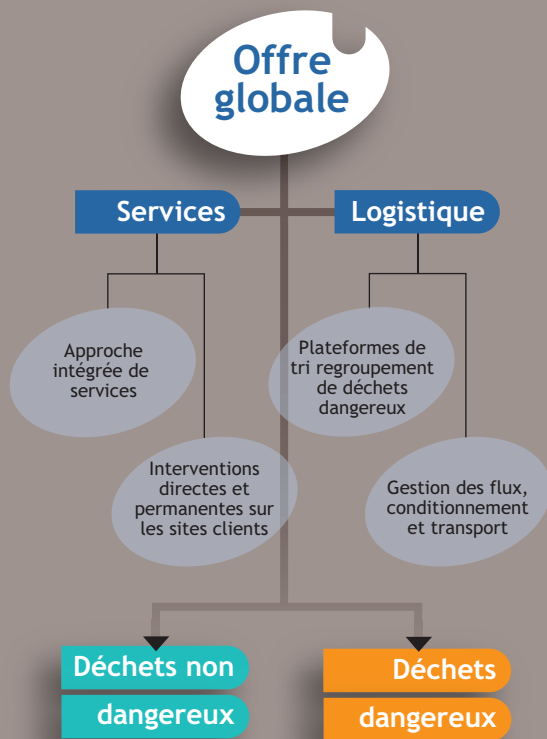 Offre
globale
Services
Logistique
Approche
intégrée de
services
Plateformes de
tri regroupement
de déchets
dangereux
Interventions
directes et
permanentes sur
les sites clients
Gestion des flux,
conditionnement
et transport
Déchets non
dangereux
Déchets
dangereux